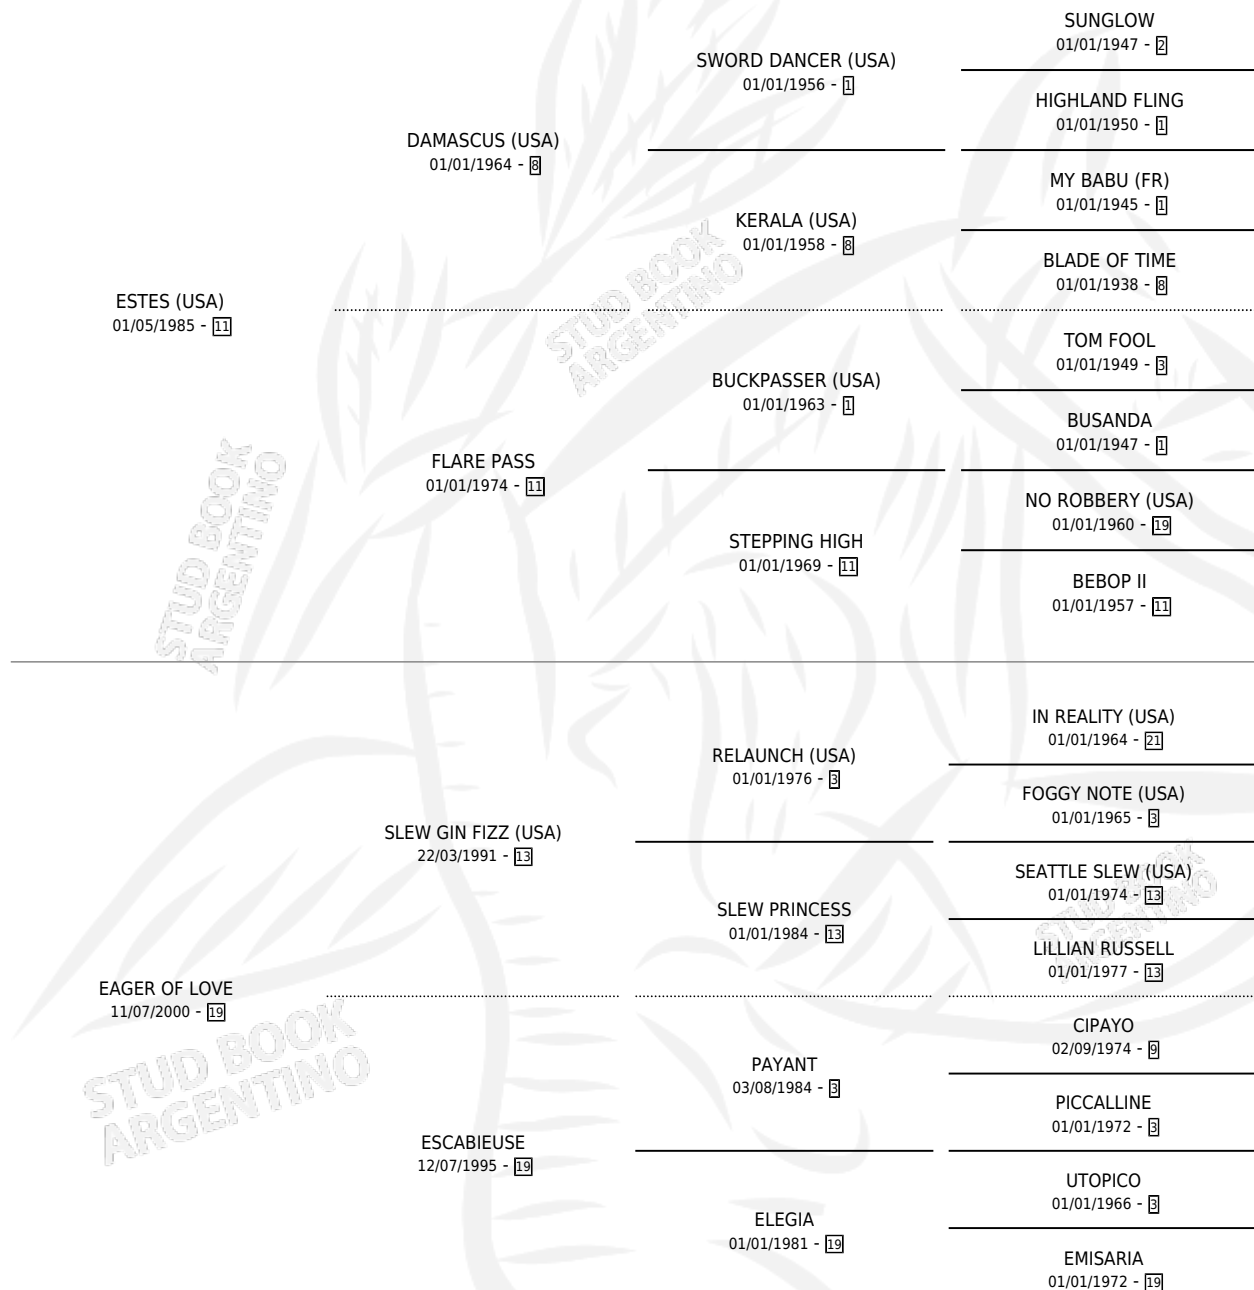 SUNGLOW
01/01/1947 - 2
SWORD DANCER (USA)
01/01/1956 - 1
HIGHLAND FLING
01/01/1950 - 1
DAMASCUS (USA)
01/01/1964 - 8
MY BABU (FR)
01/01/1945 - 1
KERALA (USA)
01/01/1958 - 8
BLADE OF TIME
01/01/1938 - 8
ESTES (USA)
01/05/1985 - 11
TOM FOOL
01/01/1949 - 3
BUCKPASSER (USA)
01/01/1963 - 1
BUSANDA
01/01/1947 - 1
FLARE PASS
01/01/1974 - 11
NO ROBBERY (USA)
01/01/1960 - 19
STEPPING HIGH
01/01/1969 - 11
BEBOP II
01/01/1957 - 11
IN REALITY (USA)
01/01/1964 - 21
RELAUNCH (USA)
01/01/1976 - 3
FOGGY NOTE (USA)
01/01/1965 - 3
SLEW GIN FIZZ (USA)
22/03/1991 - 13
SEATTLE SLEW (USA)
01/01/1974 - 13
SLEW PRINCESS
01/01/1984 - 13
LILLIAN RUSSELL
01/01/1977 - 13
EAGER OF LOVE
11/07/2000 - 19
CIPAYO
02/09/1974 - 9
PAYANT
03/08/1984 - 3
PICCALLINE
01/01/1972 - 3
ESCABIEUSE
12/07/1995 - 19
UTOPICO
01/01/1966 - 3
ELEGIA
01/01/1981 - 19
EMISARIA
01/01/1972 - 19
STUD BOOK
ARGENTINO
STUD BOOK
ARGENTINO
STUD BOOK
ARGENTINO
STUD BOOK
ARGENTINO